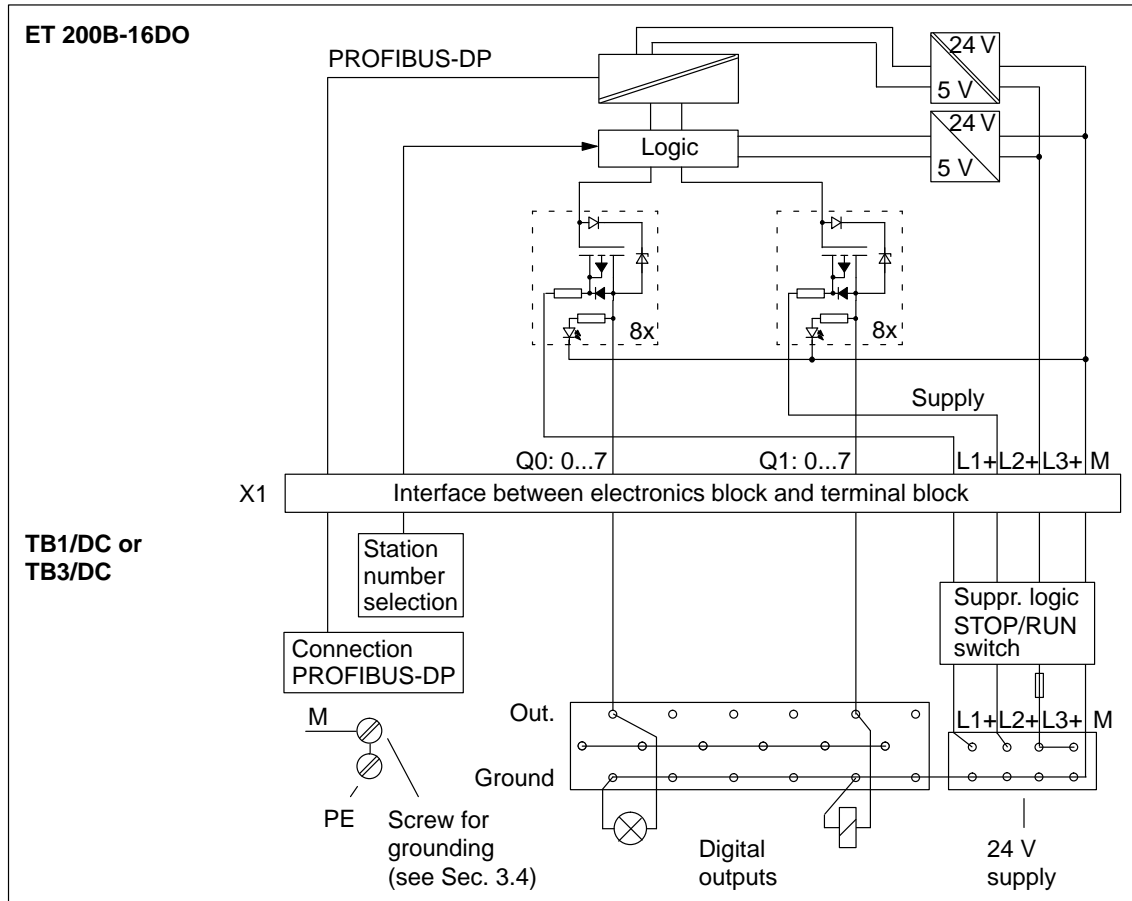 ET 200B-16DO
PROFIBUS-DP
24 V
5 V
24 V
Logic
5 V
8x
8x
Supply
Q0: 0...7
Q1: 0...7
L1+ L2+ L3+ M
X1
Interface between electronics block and terminal block
TB1/DC or
TB3/DC
Station
number
selection
Suppr. logic
STOP/RUN
switch
Connection
PROFIBUS-DP
Out.
M
L1+ L2+ L3+ M
Ground
PE
Screw for
grounding
(see Sec. 3.4)
Digital
outputs
24 V
supply